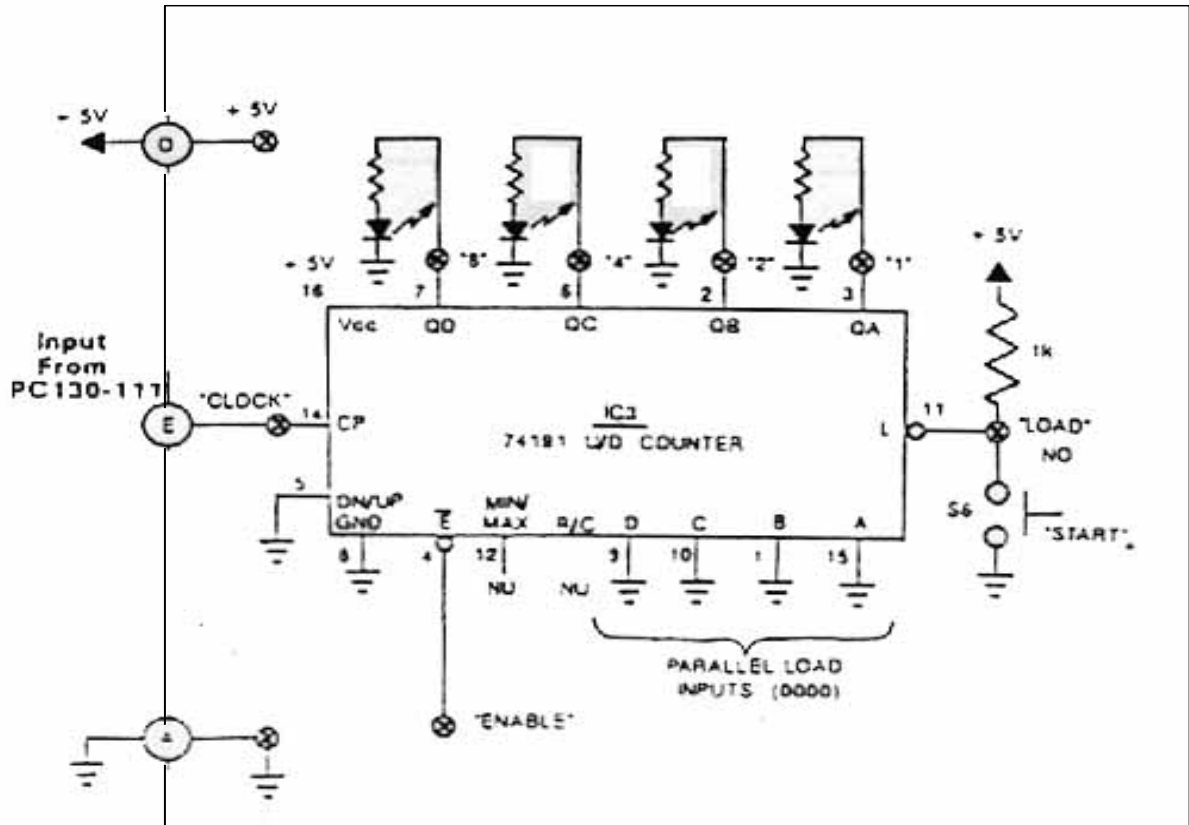 + 5V
+ 5V
D
"8"
"4"
"2"
"1"
+ 5V
+ 5V
16
7
6
2
3
Vcc
QD
QC
QB
QA
1k
Input
From
PC130-111
"CLOCK"
E
14
CP
IC3
74191 U/D COUNTER
L
11
"LOAD"
NO
5
DN/UP
GND
E
MIN/
MAX
R/C
D
C
B
A
S6
"START"
8
4
12
9
10
1
15
NU
NU
PARALLEL LOAD
INPUTS (0000)
"ENABLE"
A